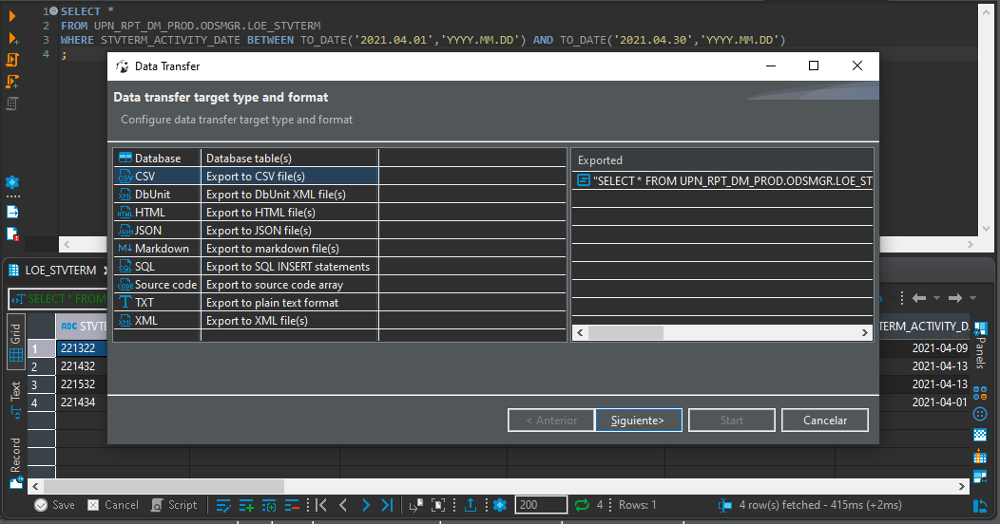 1 SELECT *
2 FROM UPN_RPT_DM_PROD.ODSMGR.LOE_STVTERM
3 WHERE STVTERM_ACTIVITY_DATE BETWEEN TO_DATE('2021.04.01','YYYY.MM.DD') AND TO_DATE('2021.04.30','YYYY.MM.DD')
4 ;
Data Transfer
Data transfer target type and format
Configure data transfer target type and format
Database Database table(s)
CSV Export to CSV file(s)
DbUnit Export to DbUnit XML file(s)
HTML Export to HTML file(s)
JSON Export to JSON file(s)
Markdown Export to markdown file(s)
SQL Export to SQL INSERT statements
Source code Export to source code array
TXT Export to plain text format
XML Export to XML file(s)
Exported
"SELECT * FROM UPN_RPT_DM_PROD.ODSMGR.LOE_ST
< Anterior Siguiente> Start Cancelar
LOE_STVTERM
SELECT * FROM
Grid
Text
Record
ABC STVTE
TERM_ACTIVITY_DA
1 221322 2021-04-09
2 221432 2021-04-13
3 221532 2021-04-13
4 221434 2021-04-01
Panels
Save Cancel Script 200 4 Rows: 1 4 row(s) fetched - 415ms (+2ms)